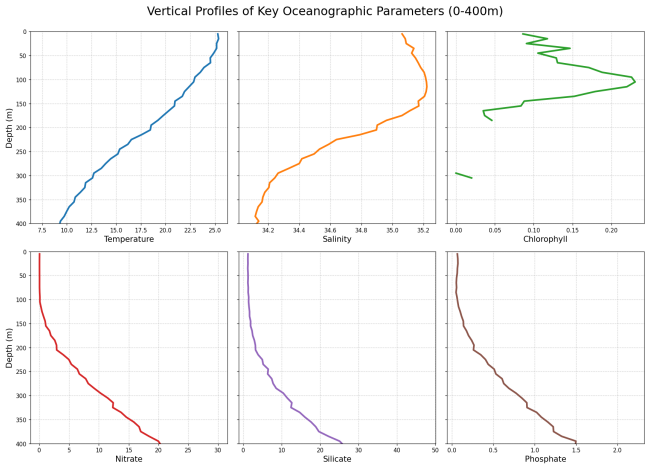 Vertical Profiles of Key Oceanographic Parameters (0-400m)
0
50
100
150
200
250
300
350
400
Depth (m)
7.5 10.0 12.5 15.0 17.5 20.0 22.5 25.0
Temperature
34.2 34.4 34.6 34.8 35.0 35.2
Salinity
0.00 0.05 0.10 0.15 0.20
Chlorophyll
0
50
100
150
200
250
300
350
400
Depth (m)
0 5 10 15 20 25 30
Nitrate
0 10 20 30 40 50
Silicate
0.0 0.5 1.0 1.5 2.0
Phosphate